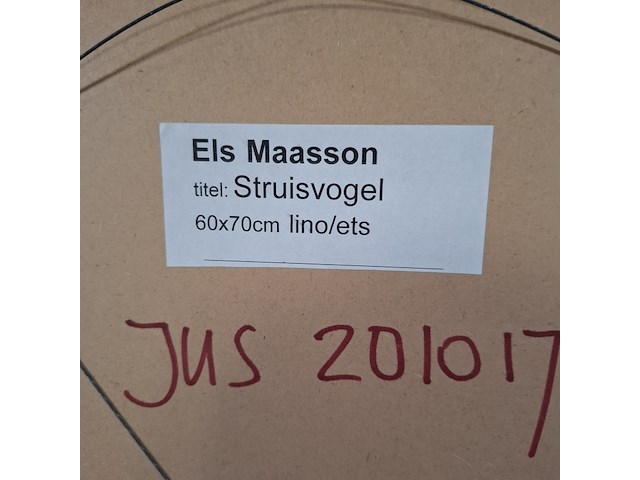 Els Maasson
titel: Struisvogel
60x70cm lino/ets
JUS 201017